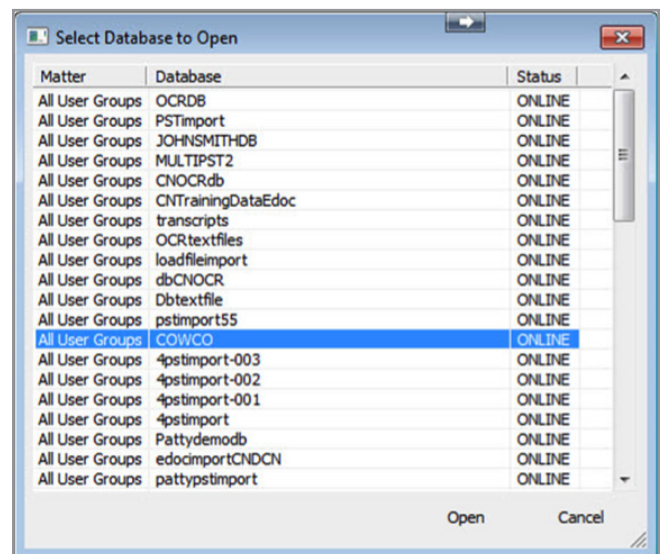 Select Database to Open
Matter Database Status
All User Groups OCRDB ONLINE
All User Groups PSTimport ONLINE
All User Groups JOHNSMITHDB ONLINE
All User Groups MULTIPST2 ONLINE
All User Groups CNOCRdb ONLINE
All User Groups CNTrainingDataEdoc ONLINE
All User Groups transcripts ONLINE
All User Groups OCRtextfiles ONLINE
All User Groups loadfileimport ONLINE
All User Groups dbCNOCR ONLINE
All User Groups Dbtextfile ONLINE
All User Groups pstimport55 ONLINE
All User Groups COWCO ONLINE
All User Groups 4pstimport-003 ONLINE
All User Groups 4pstimport-002 ONLINE
All User Groups 4pstimport-001 ONLINE
All User Groups 4pstimport ONLINE
All User Groups Pattydemodb ONLINE
All User Groups edocimportCNDCN ONLINE
All User Groups pattypstimport ONLINE
Open Cancel